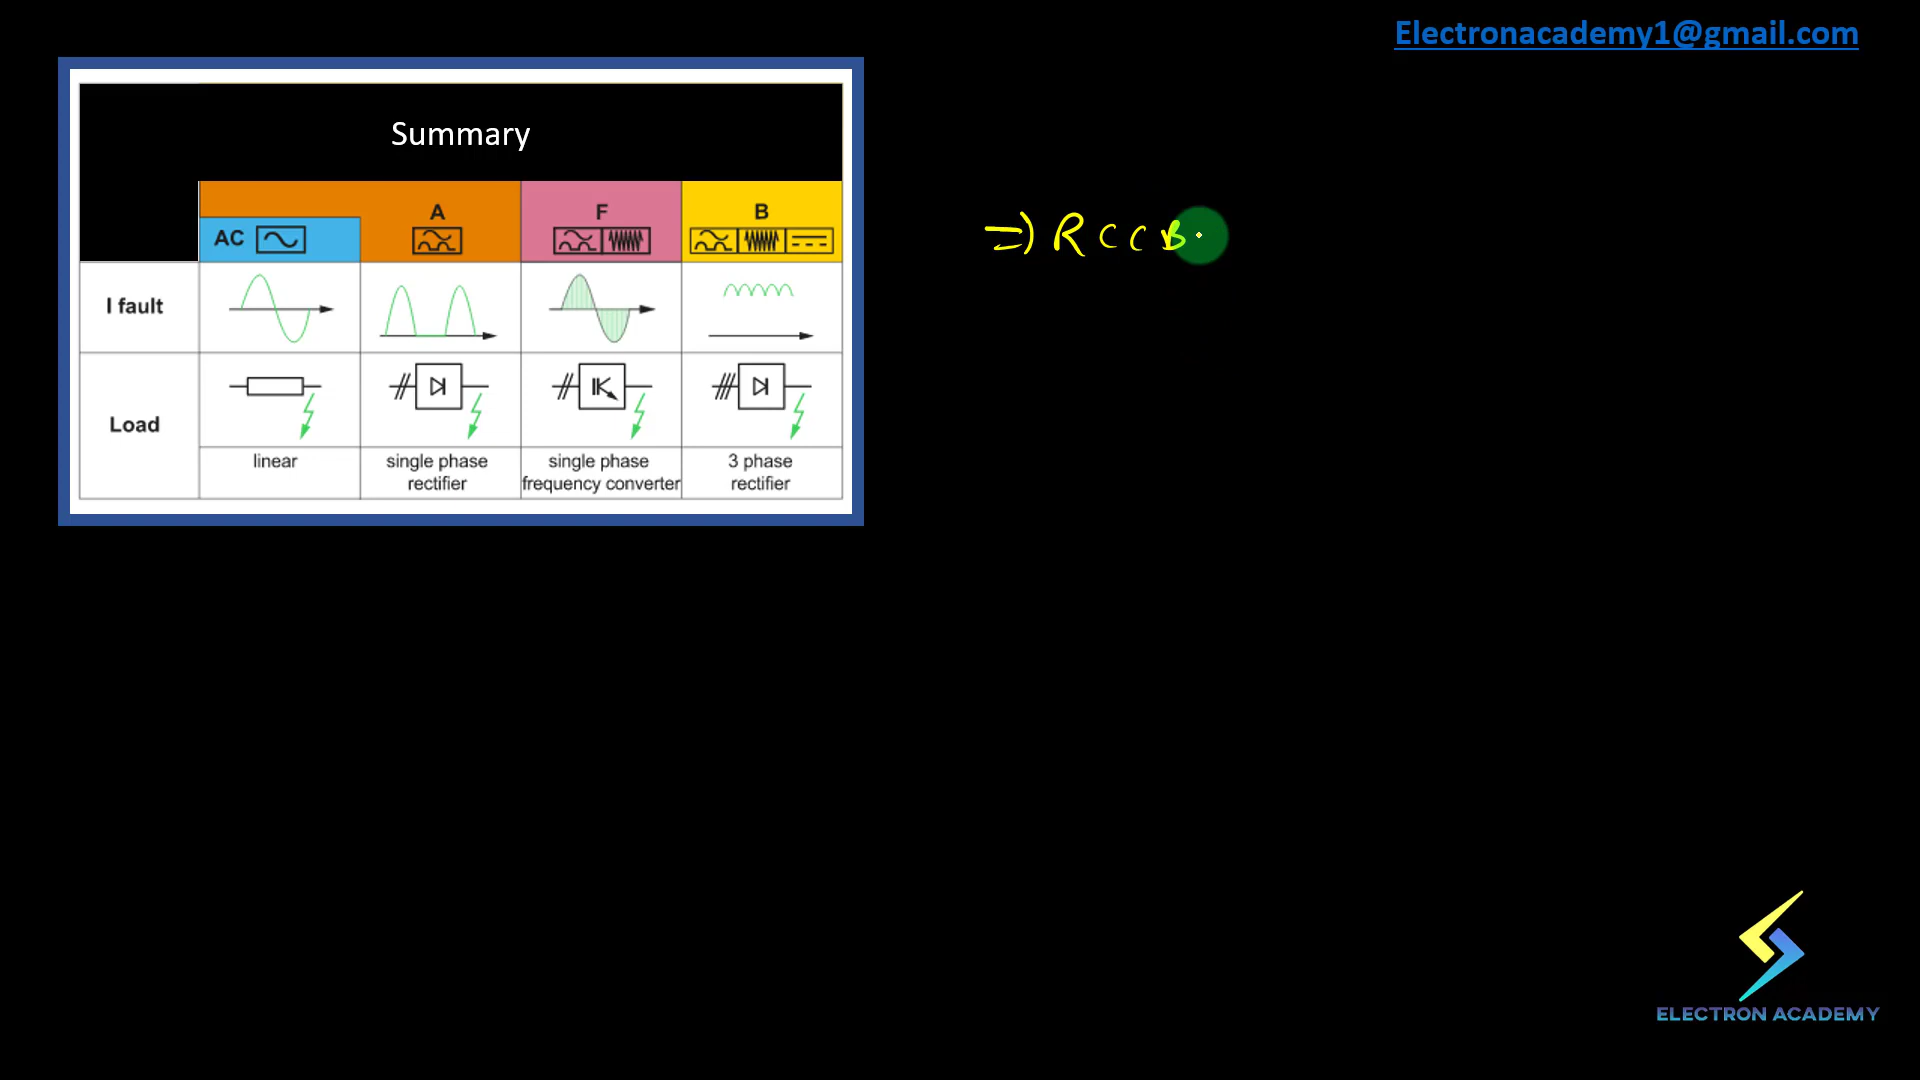 Electronacademy1@gmail.com
Summary
AC A F B
I fault
Load
linear
single phase
rectifier
single phase
frequency converter
3 phase
rectifier
=) RCCB
ELECTRON ACADEMY